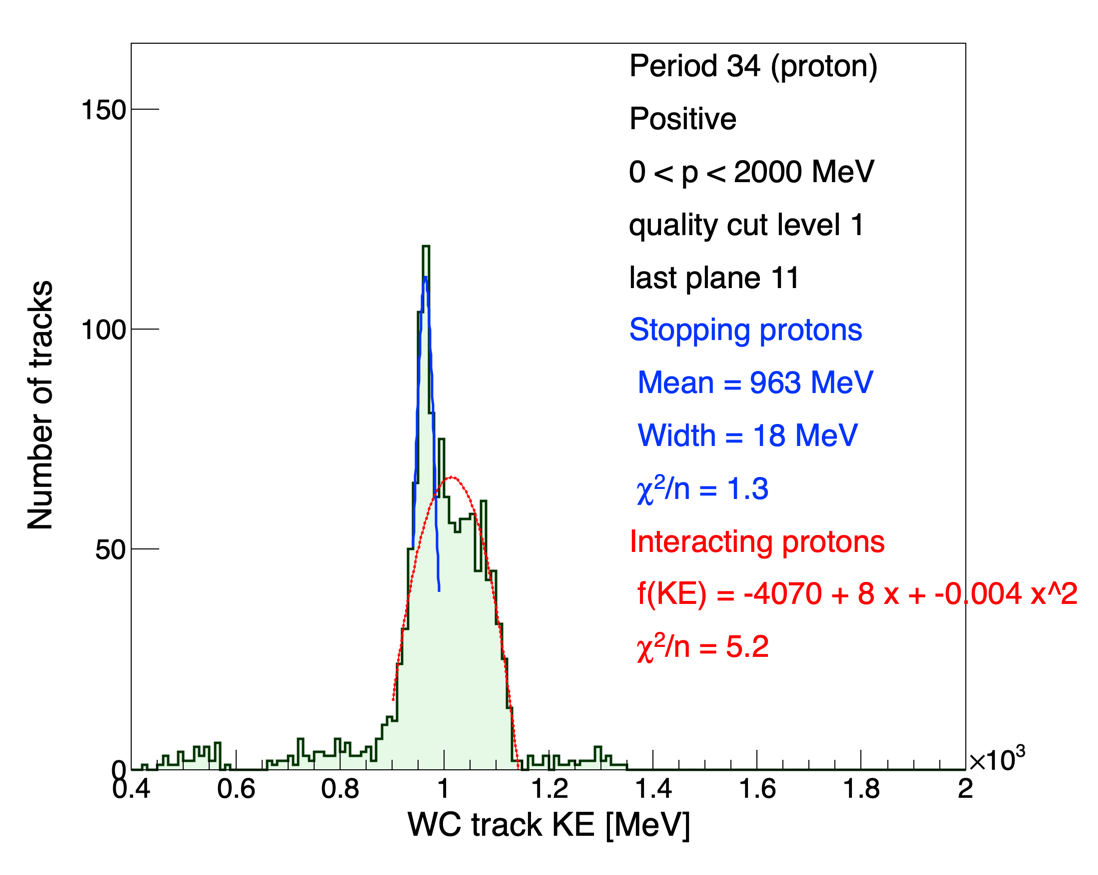 Period 34 (proton)
Positive
0 < p < 2000 MeV
quality cut level 1
last plane 11
Stopping protons
Mean = 963 MeV
Width = 18 MeV
χ²/n = 1.3
Interacting protons
f(KE) = -4070 + 8 x + -0.004 x^2
χ²/n = 5.2
Number of tracks
150
100
50
0
0.4 0.6 0.8 1 1.2 1.4 1.6 1.8 2
×10³
WC track KE [MeV]